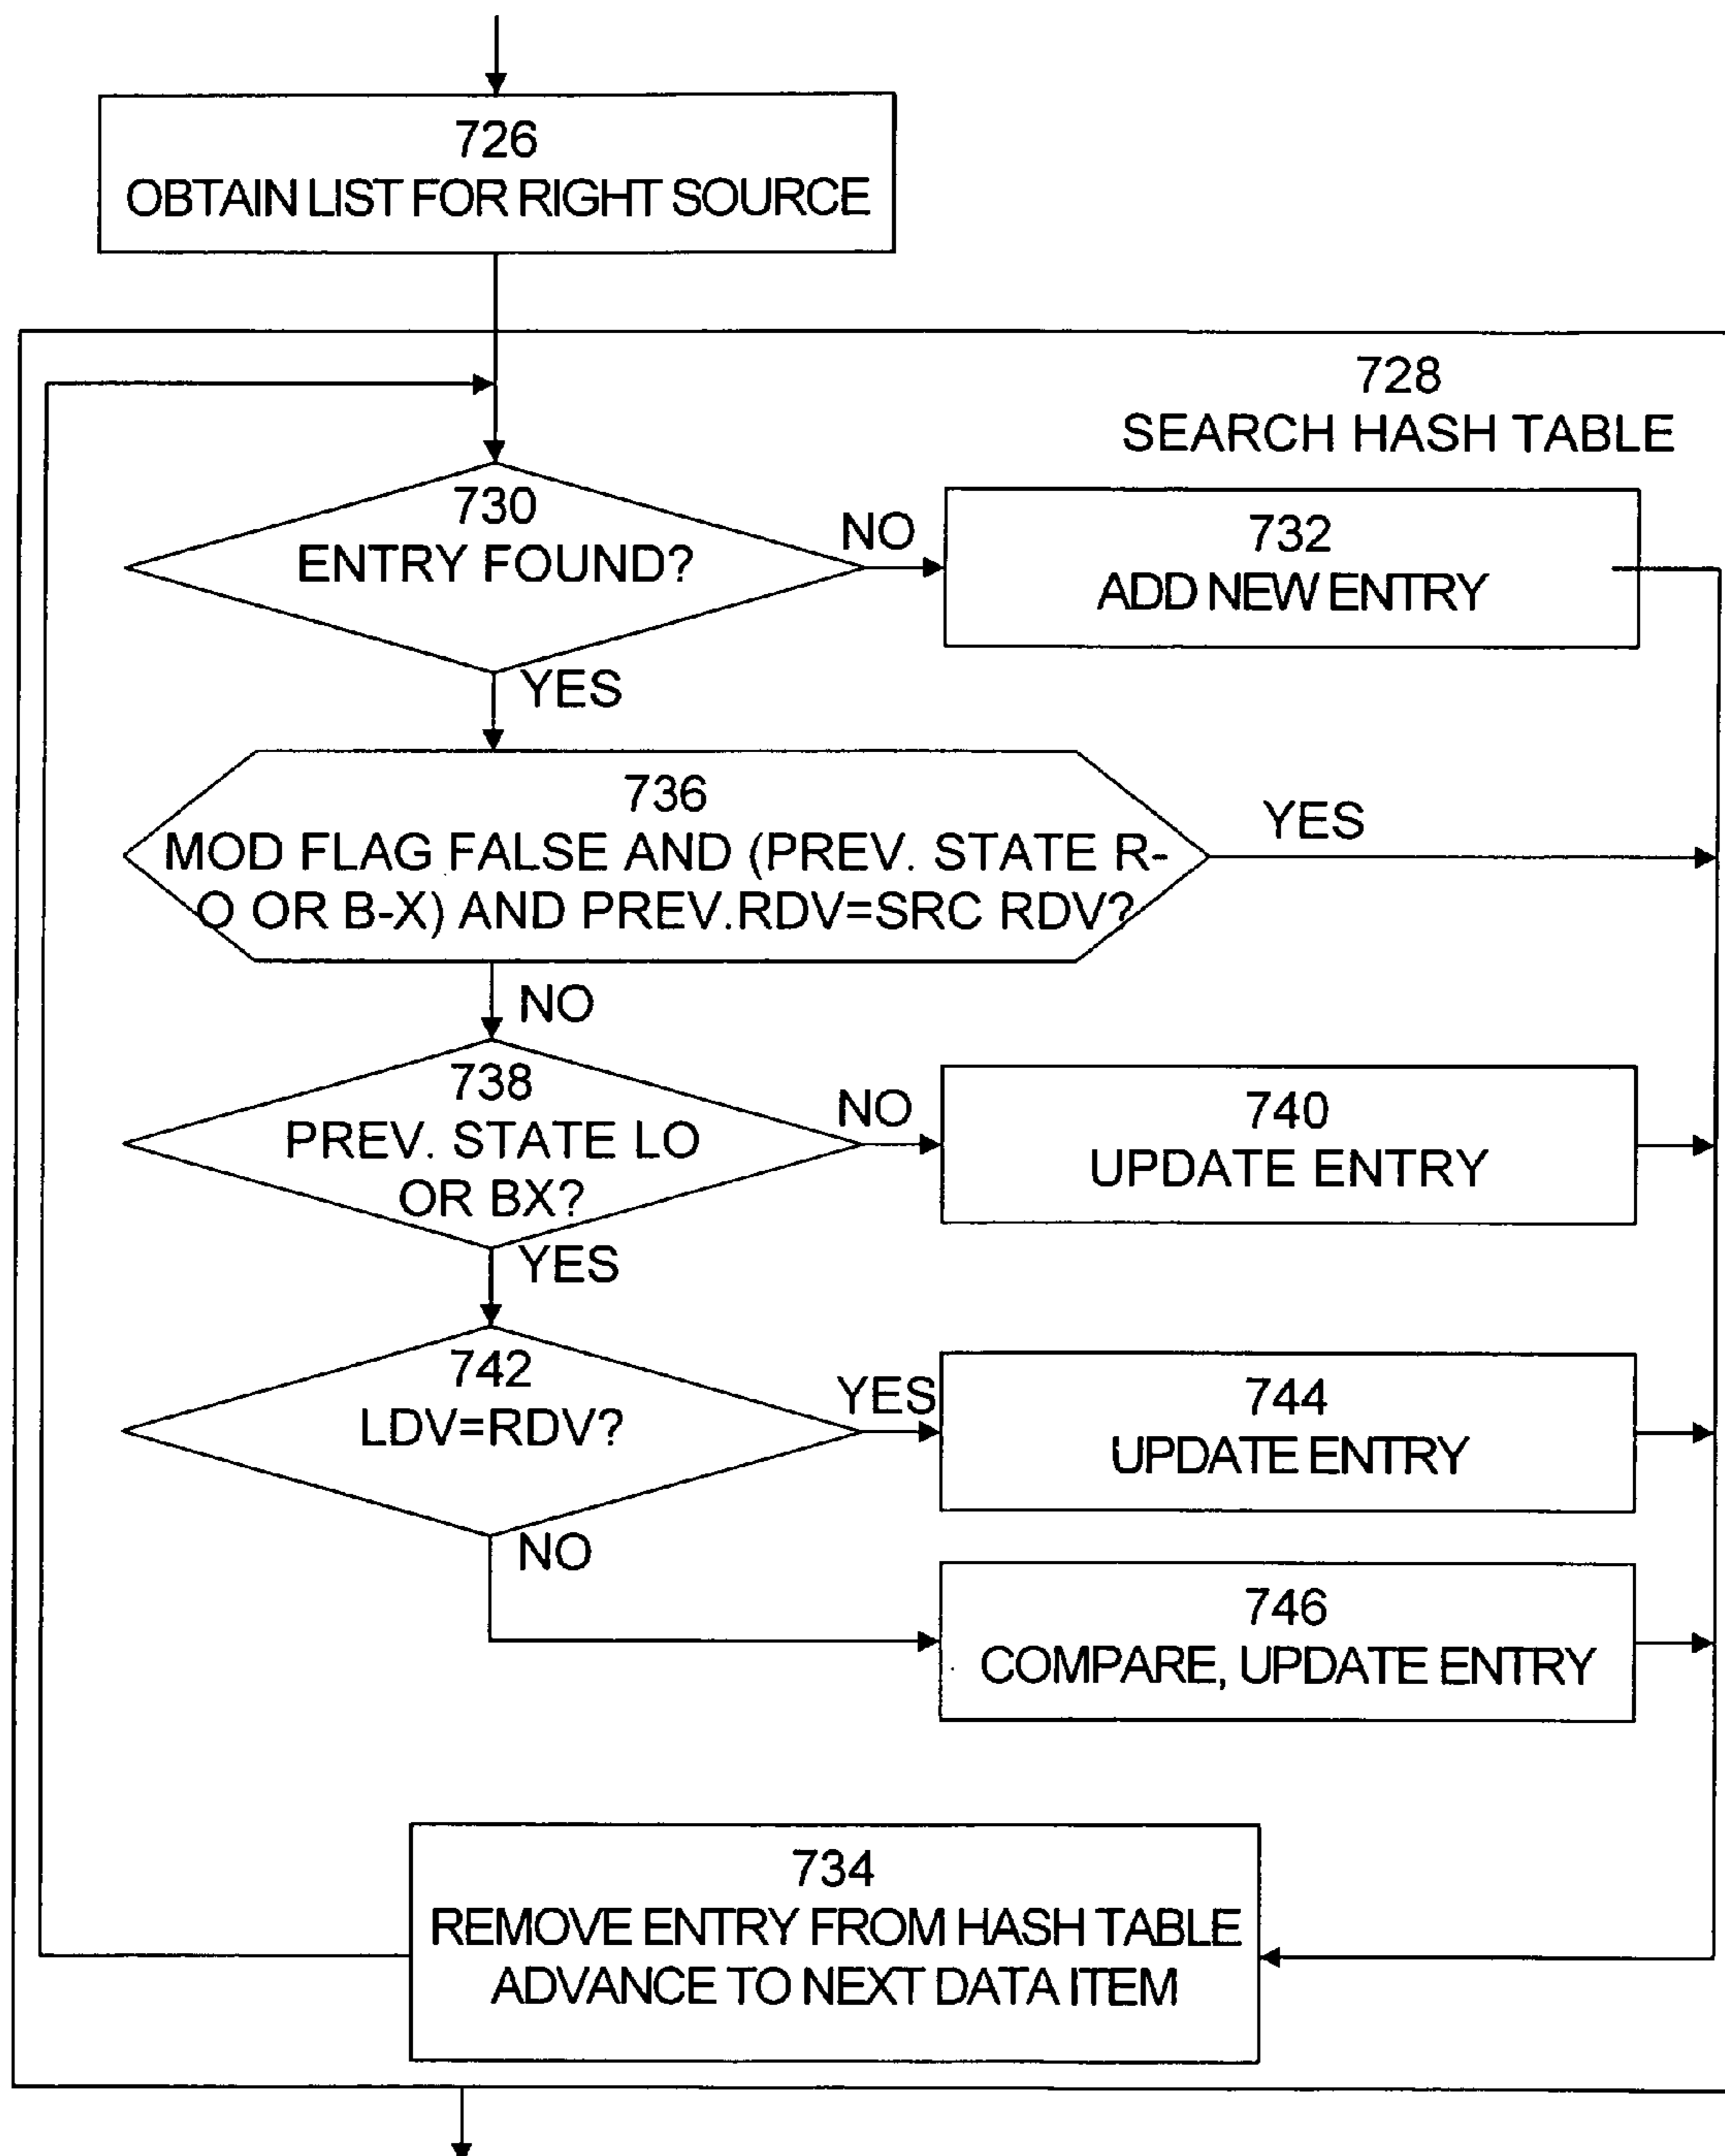 726
OBTAIN LIST FOR RIGHT SOURCE
728
SEARCH HASH TABLE
730
ENTRY FOUND?
NO
732
ADD NEW ENTRY
YES
736
MOD FLAG FALSE AND (PREV. STATE R-
O OR B-X) AND PREV.RDV=SRC RDV?
YES
NO
738
PREV. STATE LO
OR BX?
NO
740
UPDATE ENTRY
YES
742
LDV=RDV?
YES
744
UPDATE ENTRY
NO
746
COMPARE, UPDATE ENTRY
734
REMOVE ENTRY FROM HASH TABLE
ADVANCE TO NEXT DATA ITEM